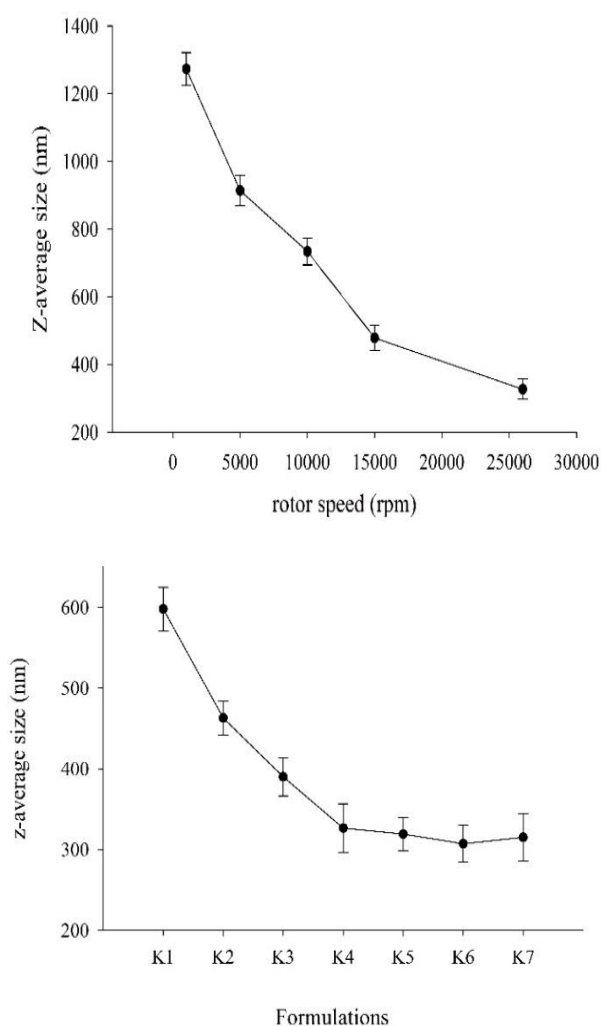 1400
1200
1000
800
600
400
200
Z-average size (nm)
0 5000 10000 15000 20000 25000 30000
rotor speed (rpm)
600
500
400
300
200
z-average size (nm)
K1 K2 K3 K4 K5 K6 K7
Formulations